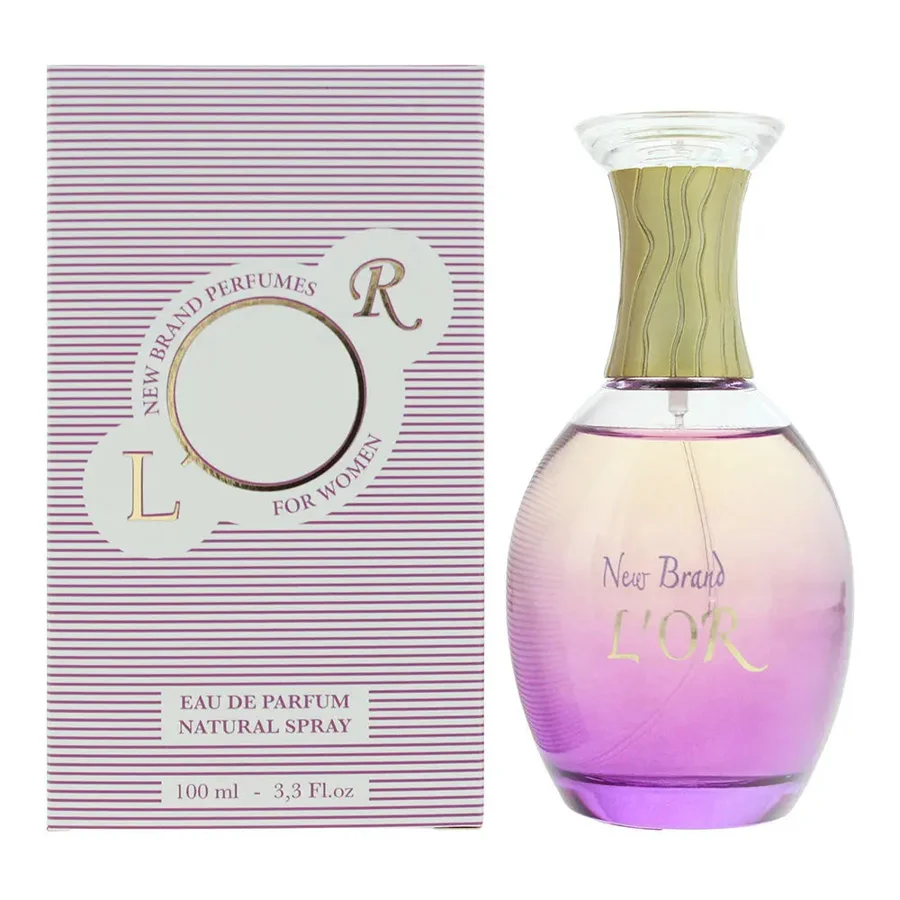 NEW BRAND PERFUMES
L'OR
FOR WOMEN
EAU DE PARFUM
NATURAL SPRAY
100 ml - 3,3 Fl.oz
New Brand
L'OR